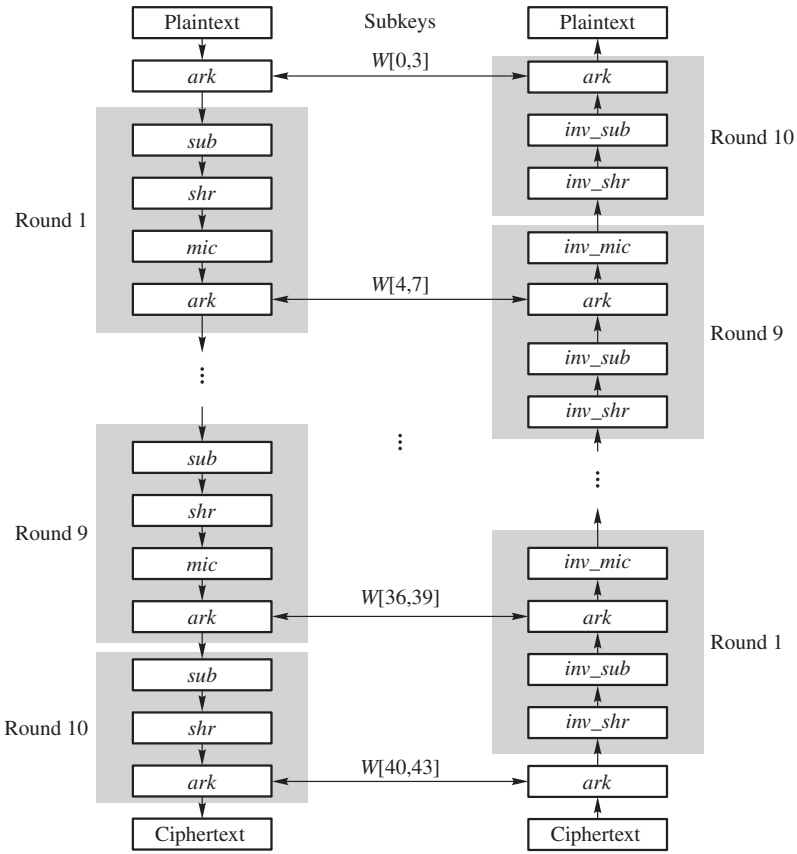 Plaintext
Subkeys
Plaintext
ark
W[0,3]
ark
sub
inv_sub
Round 10
shr
inv_shr
Round 1
mic
inv_mic
ark
W[4,7]
ark
Round 9
inv_sub
inv_shr
sub
shr
Round 9
mic
inv_mic
ark
W[36,39]
ark
Round 1
sub
inv_sub
Round 10
shr
inv_shr
ark
W[40,43]
ark
Ciphertext
Ciphertext